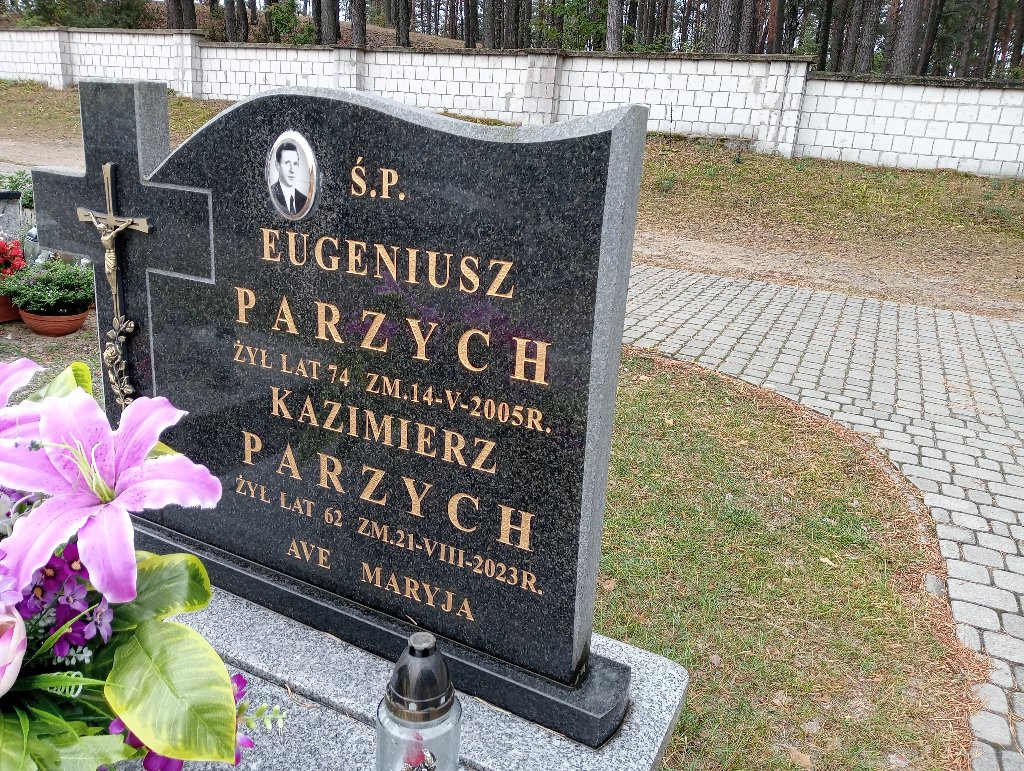 Ś.P.
EUGENIUSZ
PARZYCH
ŻYŁ LAT 74 ZM.14-V-2005R.
KAZIMIERZ
PARZYCH
ŻYŁ LAT 62 ZM.21-VIII-2023R.
AVE MARYJA